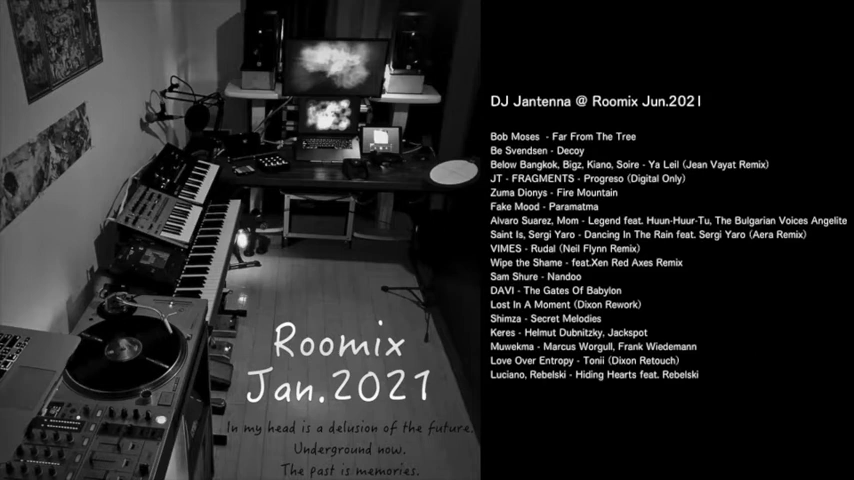 Roomix
Jan.2021
In my head is a delusion of the future.
Underground now.
The past is memories.
DJ Jantenna @ Roomix Jun.2021
Bob Moses - Far From The Tree
Be Svendsen - Decoy
Below Bangkok, Bigz, Kiano, Soire - Ya Leil (Jean Vayat Remix)
JT - FRAGMENTS - Progreso (Digital Only)
Zuma Dionys - Fire Mountain
Fake Mood - Paramatma
Alvaro Suarez, Mom - Legend feat. Huun-Huur-Tu, The Bulgarian Voices Angelite
Saint Is, Sergi Yaro - Dancing In The Rain feat. Sergi Yaro (Aera Remix)
VIMES - Rudal (Neil Flynn Remix)
Wipe the Shame - feat.Xen Red Axes Remix
Sam Shure - Nandoo
DAVI - The Gates Of Babylon
Lost In A Moment (Dixon Rework)
Shimza - Secret Melodies
Keres - Helmut Dubnitzky, Jackspot
Muwekma - Marcus Worgull, Frank Wiedemann
Love Over Entropy - Tonii (Dixon Retouch)
Luciano, Rebelski - Hiding Hearts feat. Rebelski